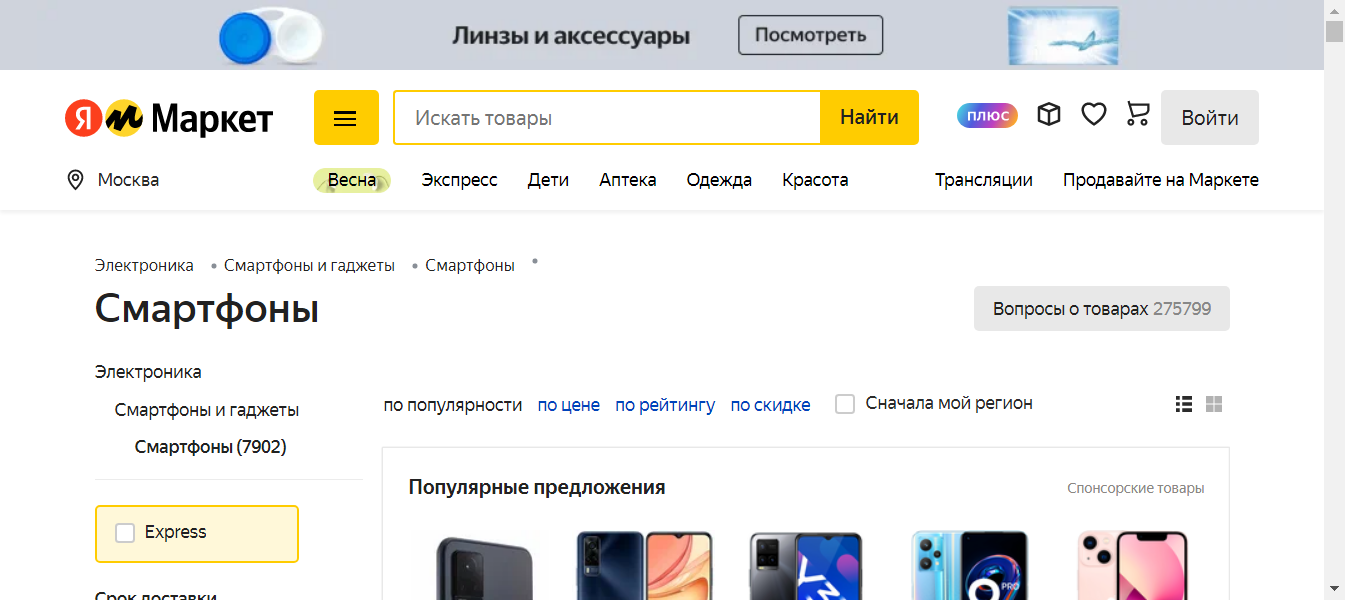 Линзы и аксессуары
Посмотреть
Я М Маркет
Искать товары
Найти
плюс
Войти
Москва
Весна
Экспресс
Дети
Аптека
Одежда
Красота
Трансляции
Продавайте на Маркете
Электроника • Смартфоны и гаджеты • Смартфоны •
Смартфоны
Вопросы о товарах 275799
Электроника
Смартфоны и гаджеты
Смартфоны (7902)
по популярности по цене по рейтингу по скидке
Сначала мой регион
Популярные предложения
Спонсорские товары
Express
Срок доставки
PRO